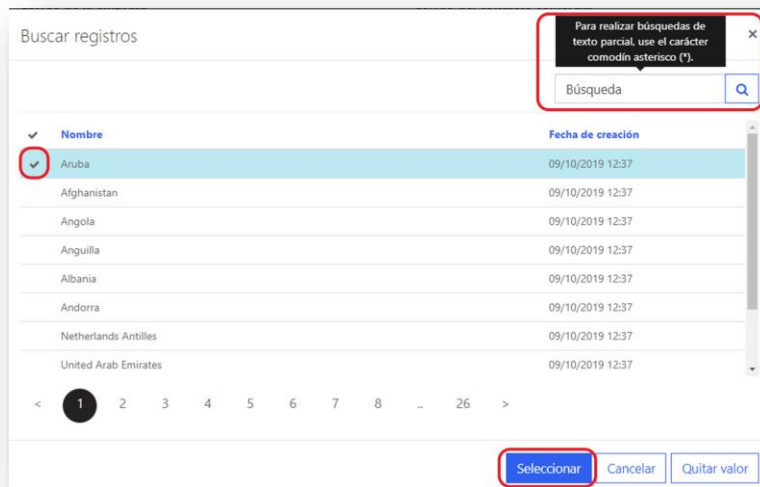 Buscar registros
Para realizar búsquedas de
texto parcial, use el carácter
comodín asterisco (*).
×
Búsqueda
Nombre Fecha de creación
Aruba 09/10/2019 12:37
Afghanistan 09/10/2019 12:37
Angola 09/10/2019 12:37
Anguilla 09/10/2019 12:37
Albania 09/10/2019 12:37
Andorra 09/10/2019 12:37
Netherlands Antilles 09/10/2019 12:37
United Arab Emirates 09/10/2019 12:37
< 1 2 3 4 5 6 7 8 .. 26 >
Seleccionar Cancelar Quitar valor